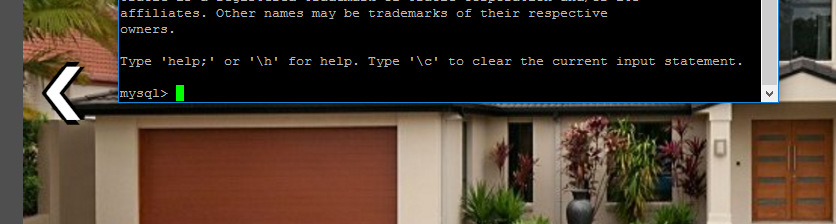 affiliates. Other names may be trademarks of their respective
owners.
Type 'help;' or '\h' for help. Type '\c' to clear the current input statement.
mysql>